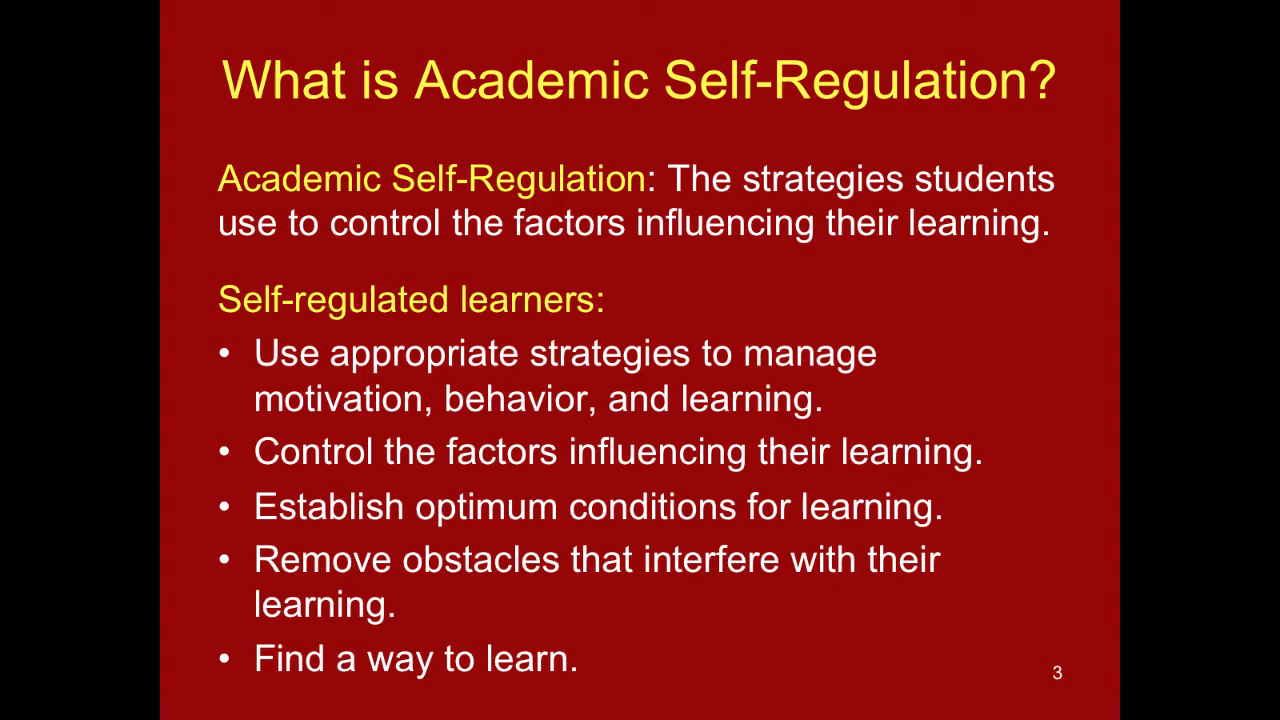 What is Academic Self-Regulation?
Academic Self-Regulation: The strategies students
use to control the factors influencing their learning.
Self-regulated learners:
• Use appropriate strategies to manage
motivation, behavior, and learning.
• Control the factors influencing their learning.
• Establish optimum conditions for learning.
• Remove obstacles that interfere with their
learning.
• Find a way to learn.
3